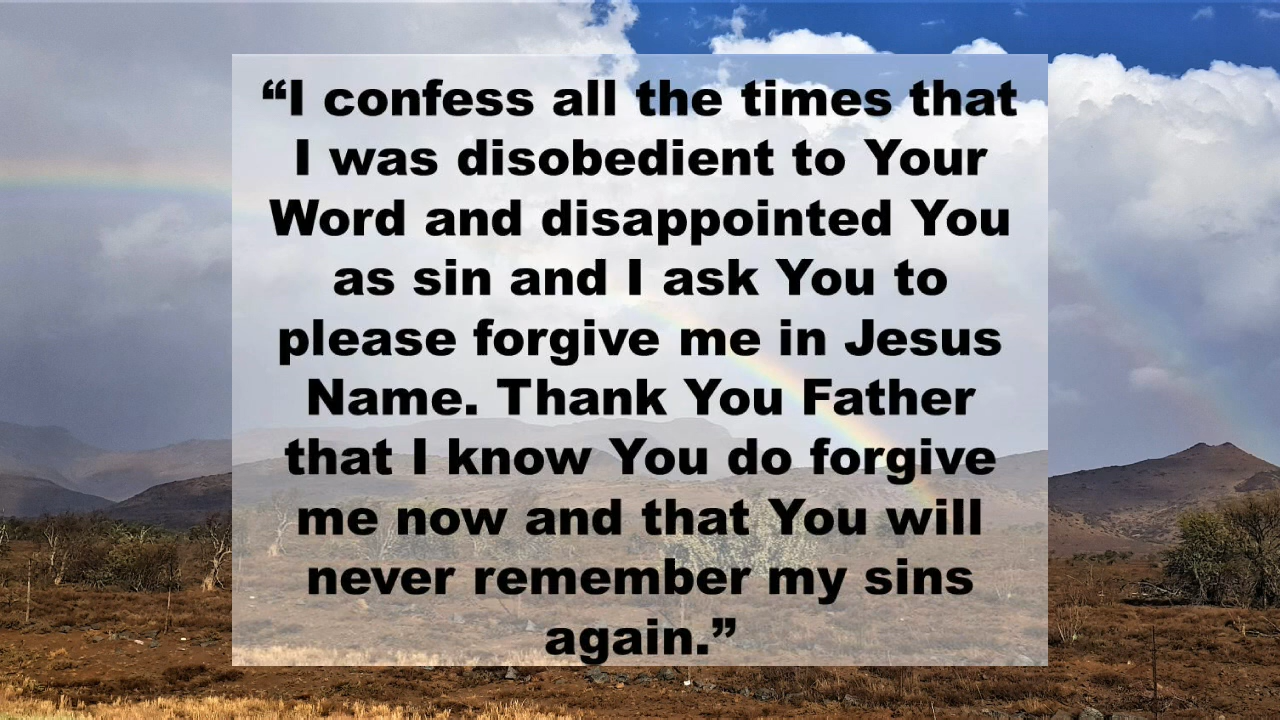 “I confess all the times that
I was disobedient to Your
Word and disappointed You
as sin and I ask You to
please forgive me in Jesus
Name. Thank You Father
that I know You do forgive
me now and that You will
never remember my sins
again.”